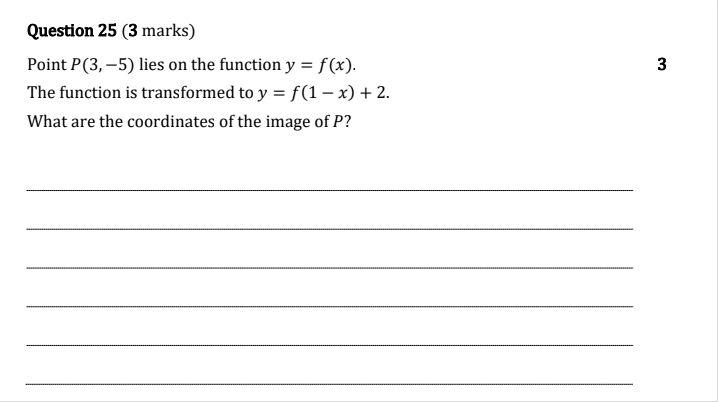 Question 25 (3 marks)
Point P(3, −5) lies on the function y = f(x). 3
The function is transformed to y = f(1 − x) + 2.
What are the coordinates of the image of P?